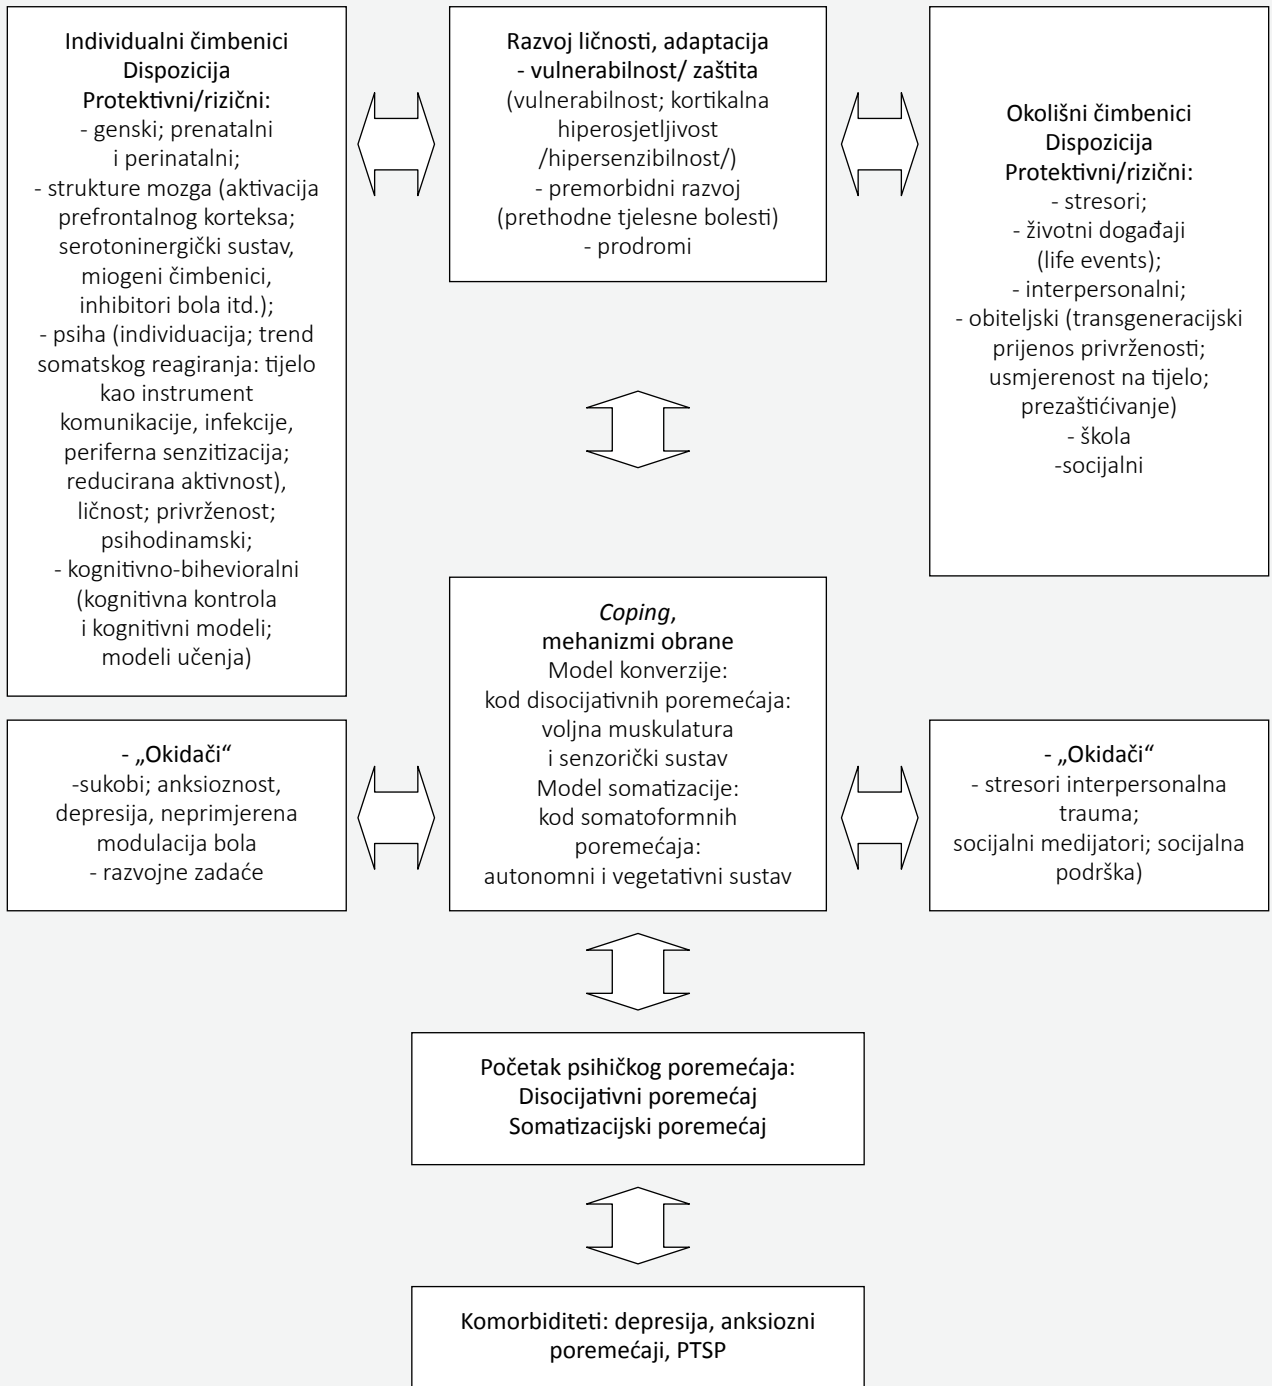 Individualni čimbenici
Dispozicija
Protektivni/rizični:
- genski; prenatalni
i perinatalni;
- strukture mozga (aktivacija
prefrontalnog korteksa;
serotoninergički sustav,
miogeni čimbenici,
inhibitori bola itd.);
- psiha (individuacija; trend
somatskog reagiranja: tijelo
kao instrument
komunikacije, infekcije,
periferna senzitizacija;
reducirana aktivnost),
ličnost; privrženost;
psihodinamski;
- kognitivno-bihevioralni
(kognitivna kontrola
i kognitivni modeli;
modeli učenja)
Razvoj ličnosti, adaptacija
- vulnerabilnost/ zaštita
(vulnerabilnost; kortikalna
hiperosjetljivost
/hipersenzibilnost/)
- premorbidni razvoj
(prethodne tjelesne bolesti)
- prodromi
Okolišni čimbenici
Dispozicija
Protektivni/rizični:
- stresori;
- životni događaji
(life events);
- interpersonalni;
- obiteljski (transgeneracijski
prijenos privrženosti;
usmjerenost na tijelo;
prezaštićivanje)
- škola
-socijalni
- „Okidači“
-sukobi; anksioznost,
depresija, neprimjerena
modulacija bola
- razvojne zadaće
Coping,
mehanizmi obrane
Model konverzije:
kod disocijativnih poremećaja:
voljna muskulatura
i senzorički sustav
Model somatizacije:
kod somatoformnih
poremećaja:
autonomni i vegetativni sustav
- „Okidači“
- stresori interpersonalna
trauma;
socijalni medijatori; socijalna
podrška)
Početak psihičkog poremećaja:
Disocijativni poremećaj
Somatizacijski poremećaj
Komorbiditeti: depresija, anksiozni
poremećaji, PTSP